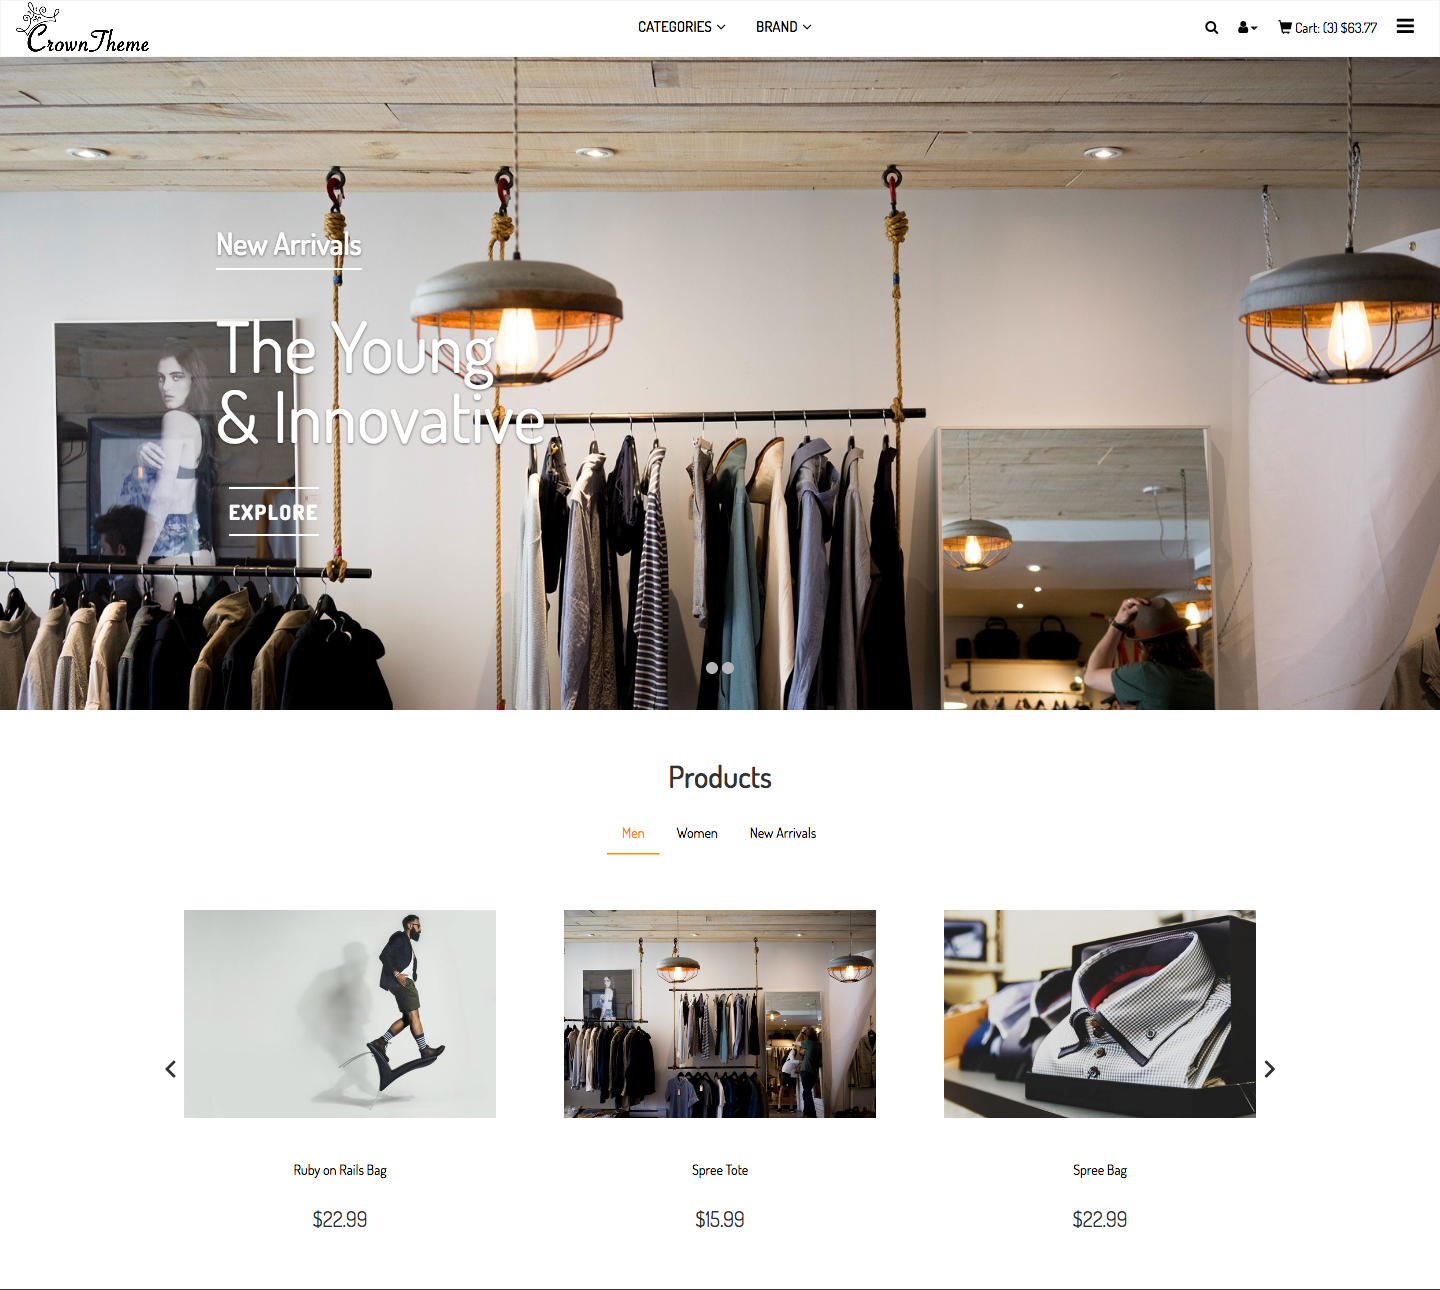 CrownTheme
CATEGORIES
BRAND
Cart: (3) $63.77
New Arrivals
The Young
& Innovative
EXPLORE
Products
Men
Women
New Arrivals
Ruby on Rails Bag
Spree Tote
Spree Bag
$22.99
$15.99
$22.99